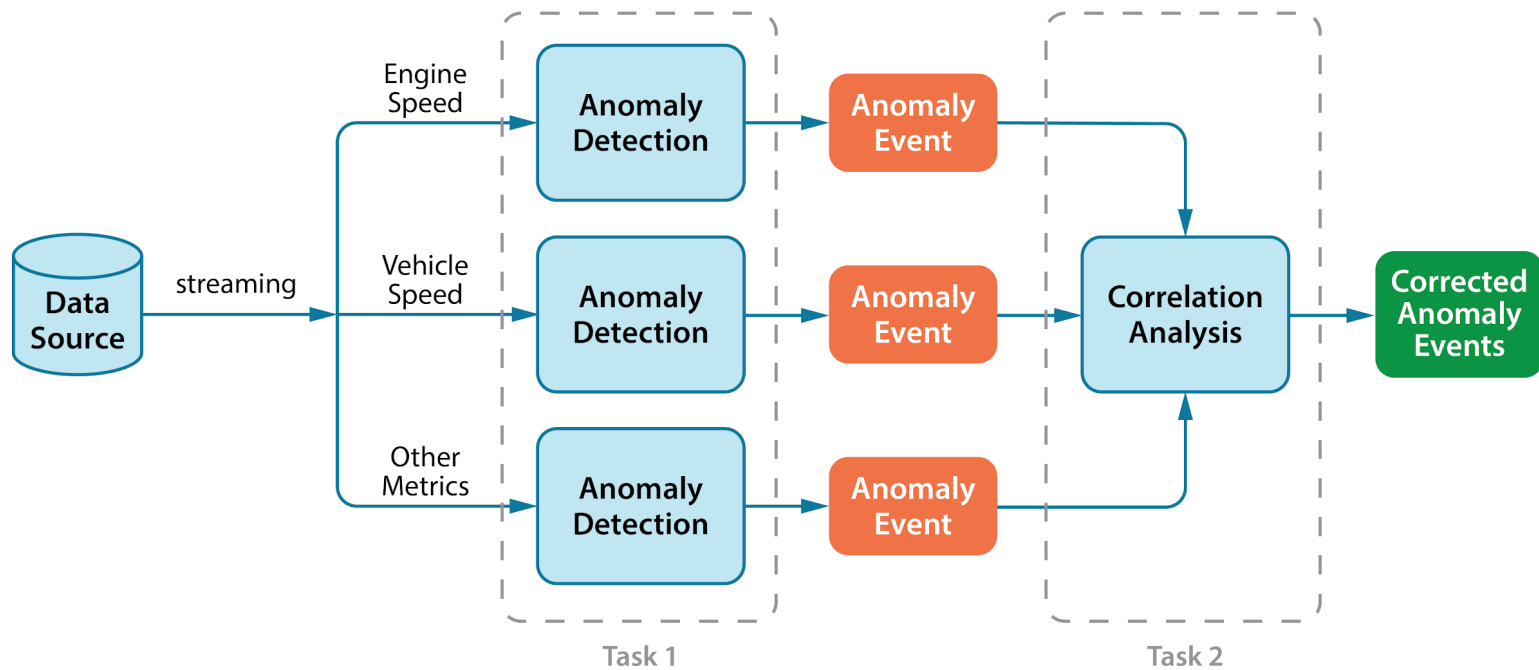 Data
Source
streaming
Engine
Speed
Anomaly
Detection
Anomaly
Event
Vehicle
Speed
Anomaly
Detection
Anomaly
Event
Other
Metrics
Anomaly
Detection
Anomaly
Event
Correlation
Analysis
Corrected
Anomaly
Events
Task 1
Task 2